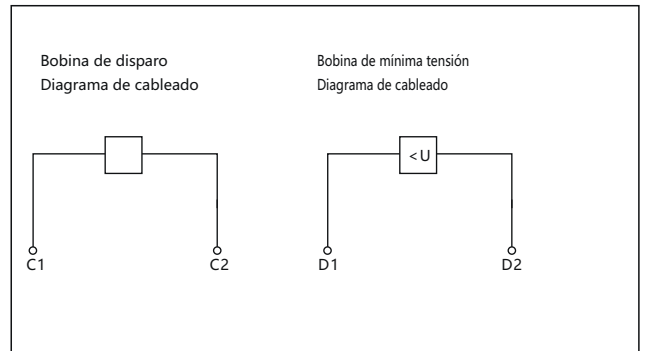 Bobina de disparo
Diagrama de cableado
Bobina de mínima tensión
Diagrama de cableado
<U
C1
C2
D1
D2